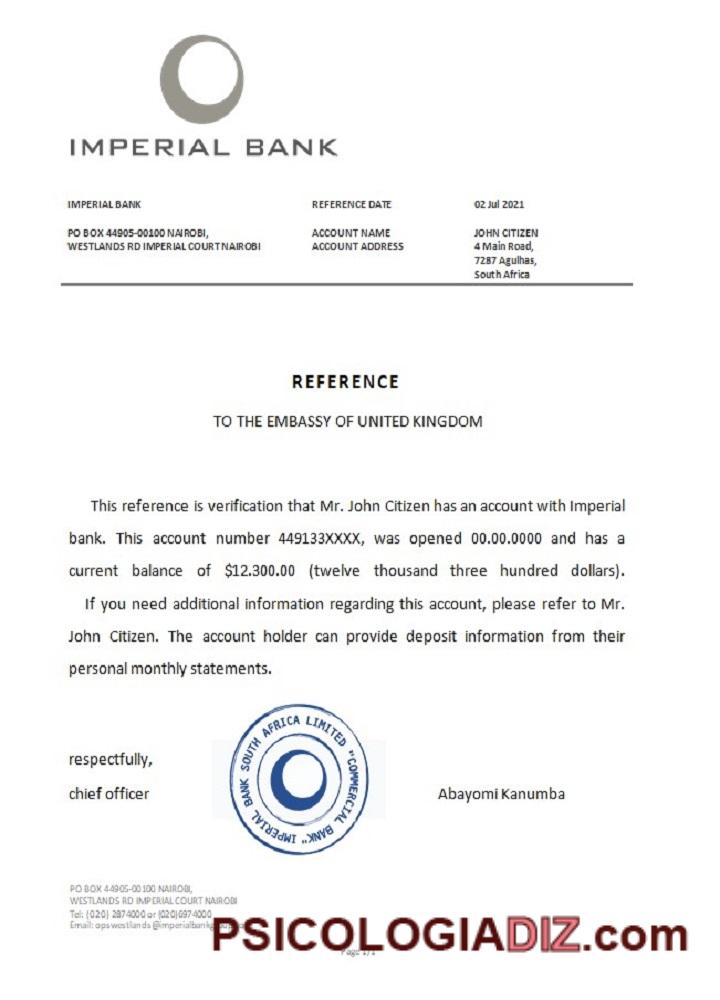 IMPERIAL BANK
IMPERIAL BANK REFERENCE DATE 02 Jul 2021
PO BOX 44905-00100 NAIROBI, ACCOUNT NAME JOHN CITIZEN
WESTLANDS RD IMPERIAL COURT NAIROBI ACCOUNT ADDRESS 4 Main Road,
7287 Agulhas,
South Africa
REFERENCE
TO THE EMBASSY OF UNITED KINGDOM
This reference is verification that Mr. John Citizen has an account with Imperial
bank. This account number 449133XXXX, was opened 00.00.0000 and has a
current balance of $12.300.00 (twelve thousand three hundred dollars).
If you need additional information regarding this account, please refer to Mr.
John Citizen. The account holder can provide deposit information from their
personal monthly statements.
IMPERIAL BANK SOUTH AFRICA LIMITED "COMMERCIAL BANK"
respectfully,
chief officer Abayomi Kanumba
PO BOX 44905-00100 NAIROBI,
WESTLANDS RD IMPERIAL COURT NAIROBI
Tel: (020) 2874000 or (020)6974000
Email: opswestlands@imperialbank
PSICOLOGIADIZ.com
Page 1/1